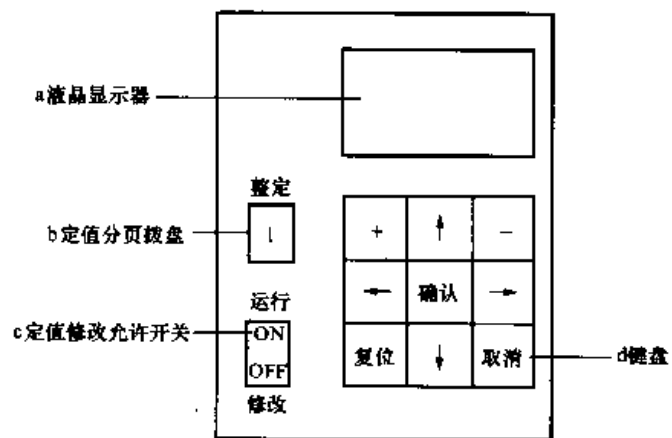 a液晶显示器
整定
b定值分页拨盘
1
+ ↑ -
← 确认 →
运行
c定值修改允许开关
ON
OFF
修改
复位 ↓ 取消
d键盘